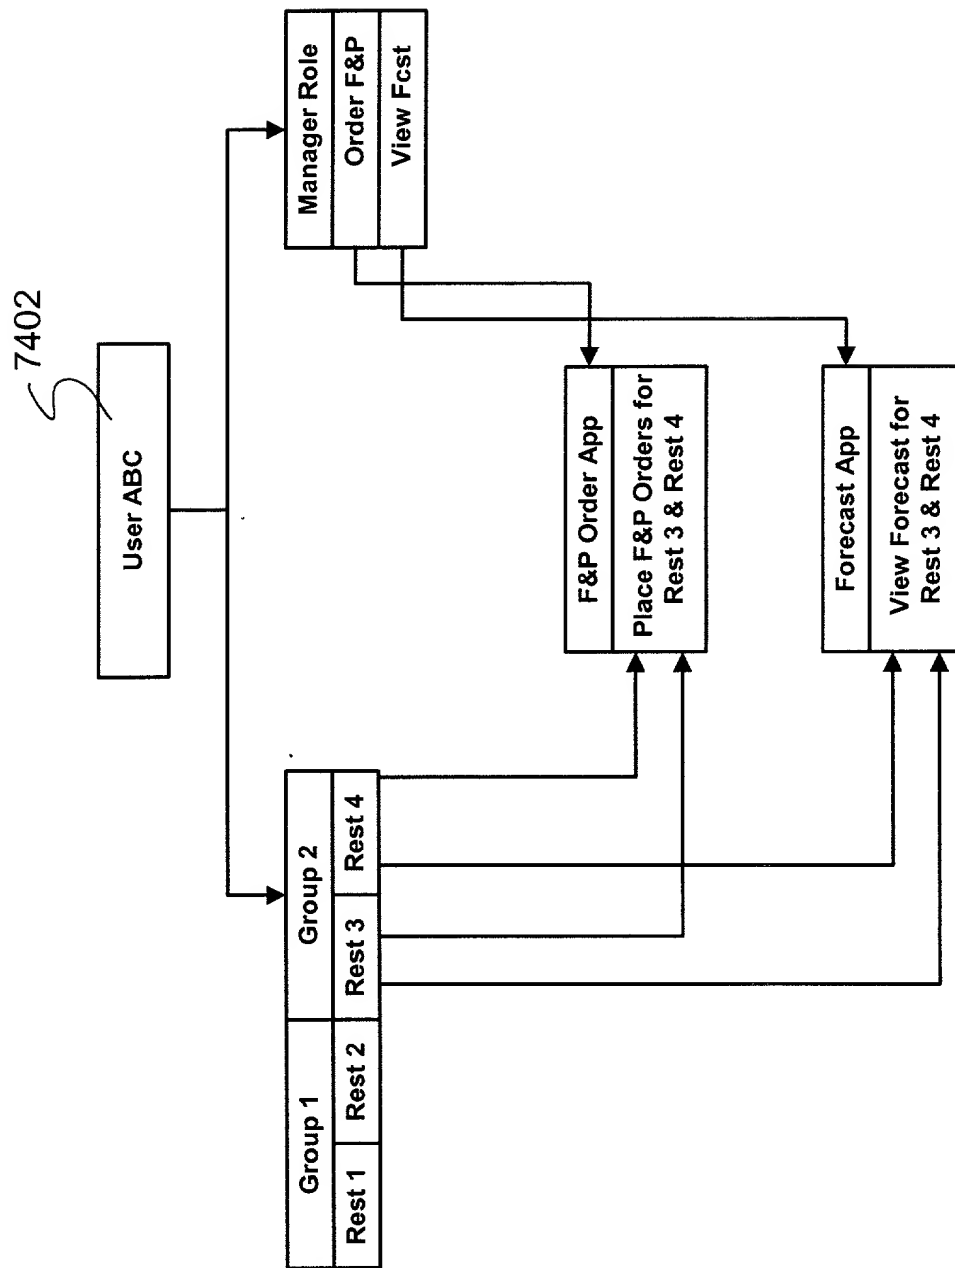 7402
User ABC
Group 1
Group 2
Rest 1
Rest 2
Rest 3
Rest 4
Manager Role
Order F&P
View Fcst
F&P Order App
Place F&P Orders for
Rest 3 & Rest 4
Forecast App
View Forecast for
Rest 3 & Rest 4